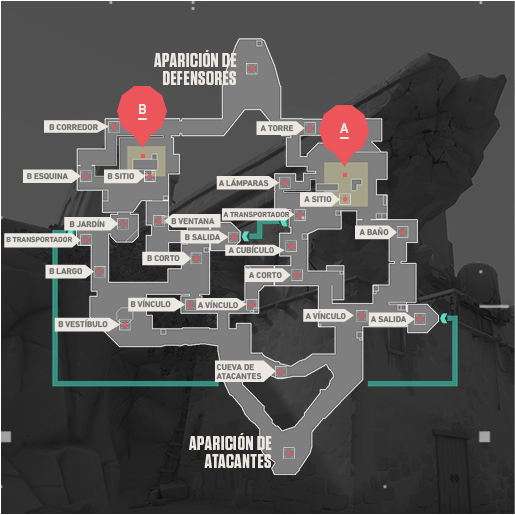 APARICIÓN DE
DEFENSORES
B
A
B CORREDOR
A TORRE
B ESQUINA
B SITIO
A LÁMPARAS
A SITIO
B JARDÍN
B VENTANA
A TRANSPORTADOR
B TRANSPORTADOR
B SALIDA
A CUBÍCULO
A BAÑO
B CORTO
B LARGO
A CORTO
B VÍNCULO
A VÍNCULO
A VÍNCULO
A SALIDA
B VESTÍBULO
CUEVA DE
ATACANTES
APARICIÓN DE
ATACANTES